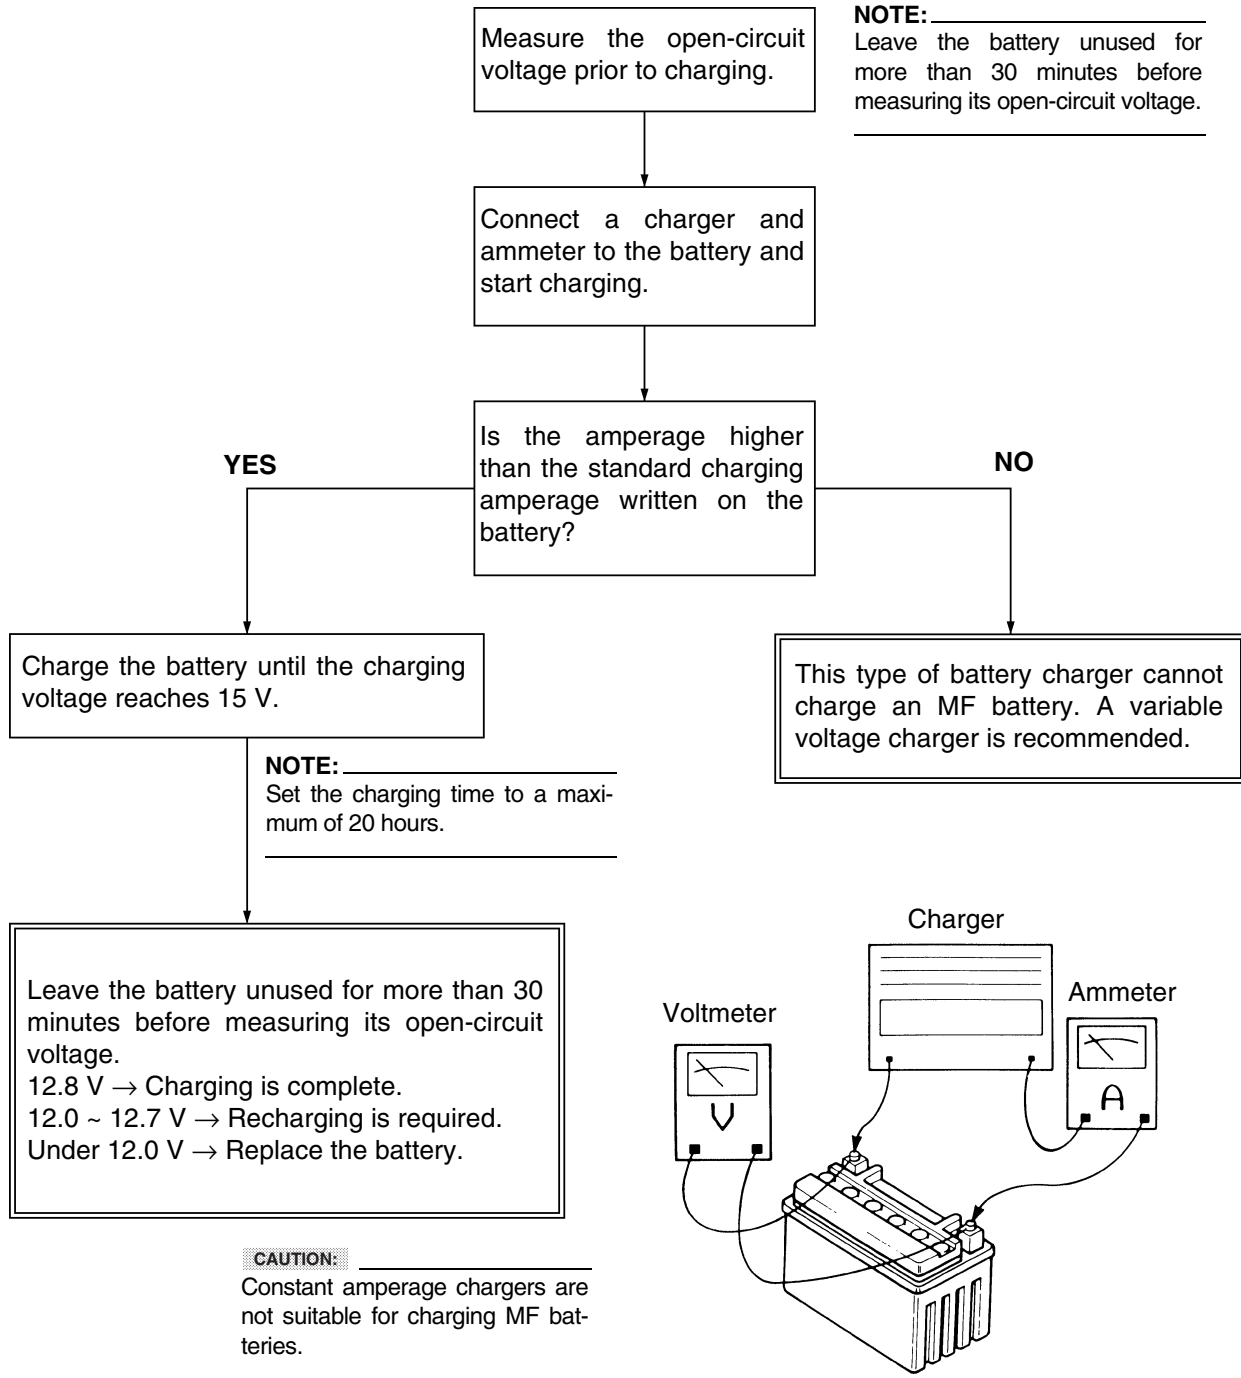 Measure the open-circuit
voltage prior to charging.
NOTE:
Leave the battery unused for
more than 30 minutes before
measuring its open-circuit voltage.
Connect a charger and
ammeter to the battery and
start charging.
Is the amperage higher
than the standard charging
amperage written on the
battery?
YES
NO
Charge the battery until the charging
voltage reaches 15 V.
This type of battery charger cannot
charge an MF battery. A variable
voltage charger is recommended.
NOTE:
Set the charging time to a maxi-
mum of 20 hours.
Leave the battery unused for more than 30
minutes before measuring its open-circuit
voltage.
12.8 V → Charging is complete.
12.0 ~ 12.7 V → Recharging is required.
Under 12.0 V → Replace the battery.
Charger
Voltmeter
Ammeter
V
A
CAUTION:
Constant amperage chargers are
not suitable for charging MF bat-
teries.